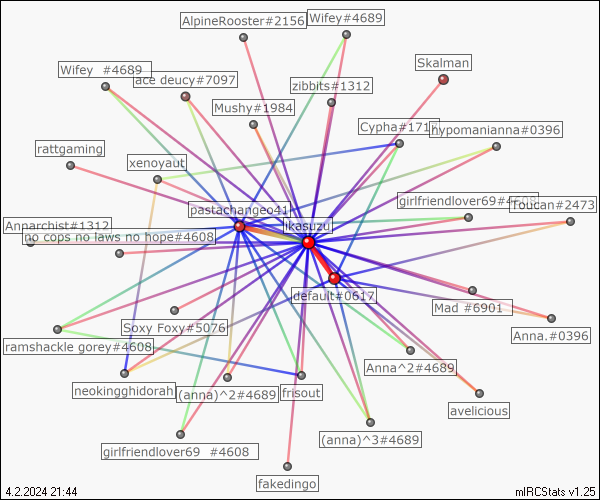 AlpineRooster#2156
Wifey#4689
Skalman
Wifey #4689
ace deucy#7097
zibbits#1312
Mushy#1984
Cypha#171
hypomanianna#0396
rattgaming
xenoyaut
girlfriendlover69#4
Toucan#2473
pastachangeo41
ikasuzu
Annarchist#1312
no cops no laws no hope#4608
default#0617
Mad #6901
Soxy Foxy#5076
Anna.#0396
ramshackle gorey#4608
Anna^2#4689
neokingghidorah
(anna)^2#4689
frisout
avelicious
(anna)^3#4689
girlfriendlover69 #4608
fakedingo
4.2.2024 21:44
mIRCStats v1.25